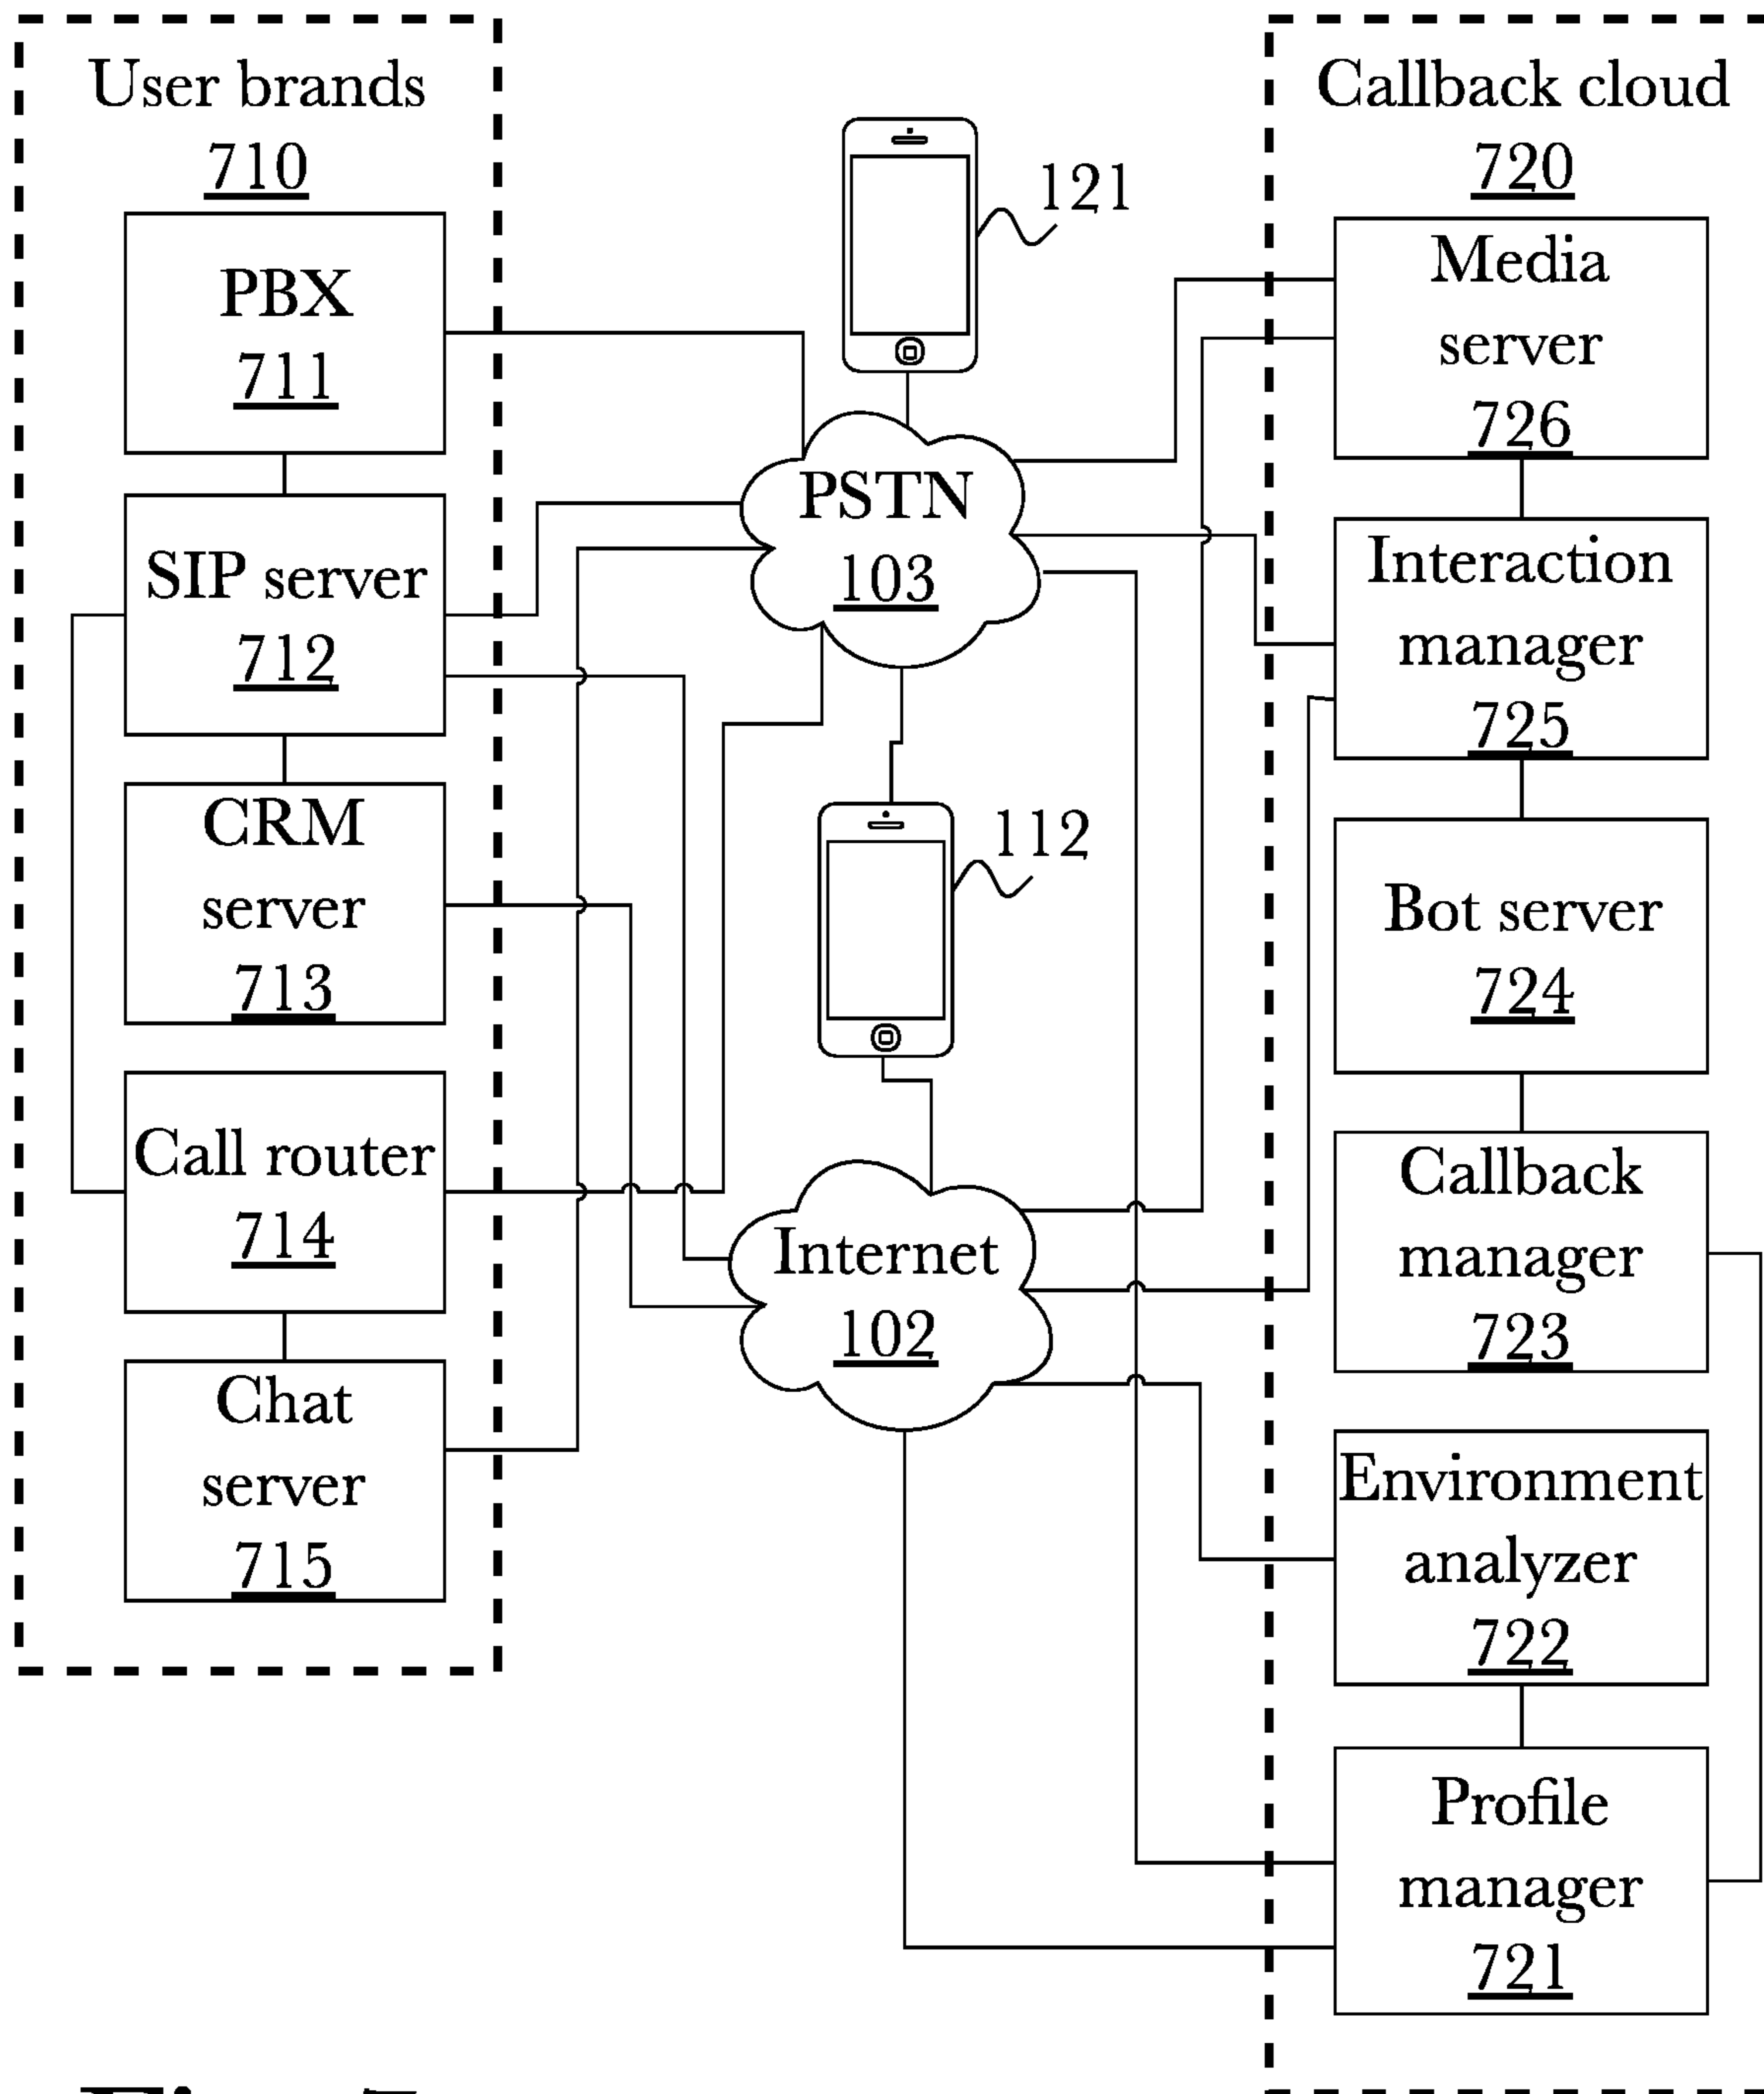 User brands
710
PBX
711
SIP server
712
CRM
server
713
Call router
714
Chat
server
715
121
PSTN
103
112
Internet
102
Callback cloud
720
Media
server
726
Interaction
manager
725
Bot server
724
Callback
manager
723
Environment
analyzer
722
Profile
manager
721